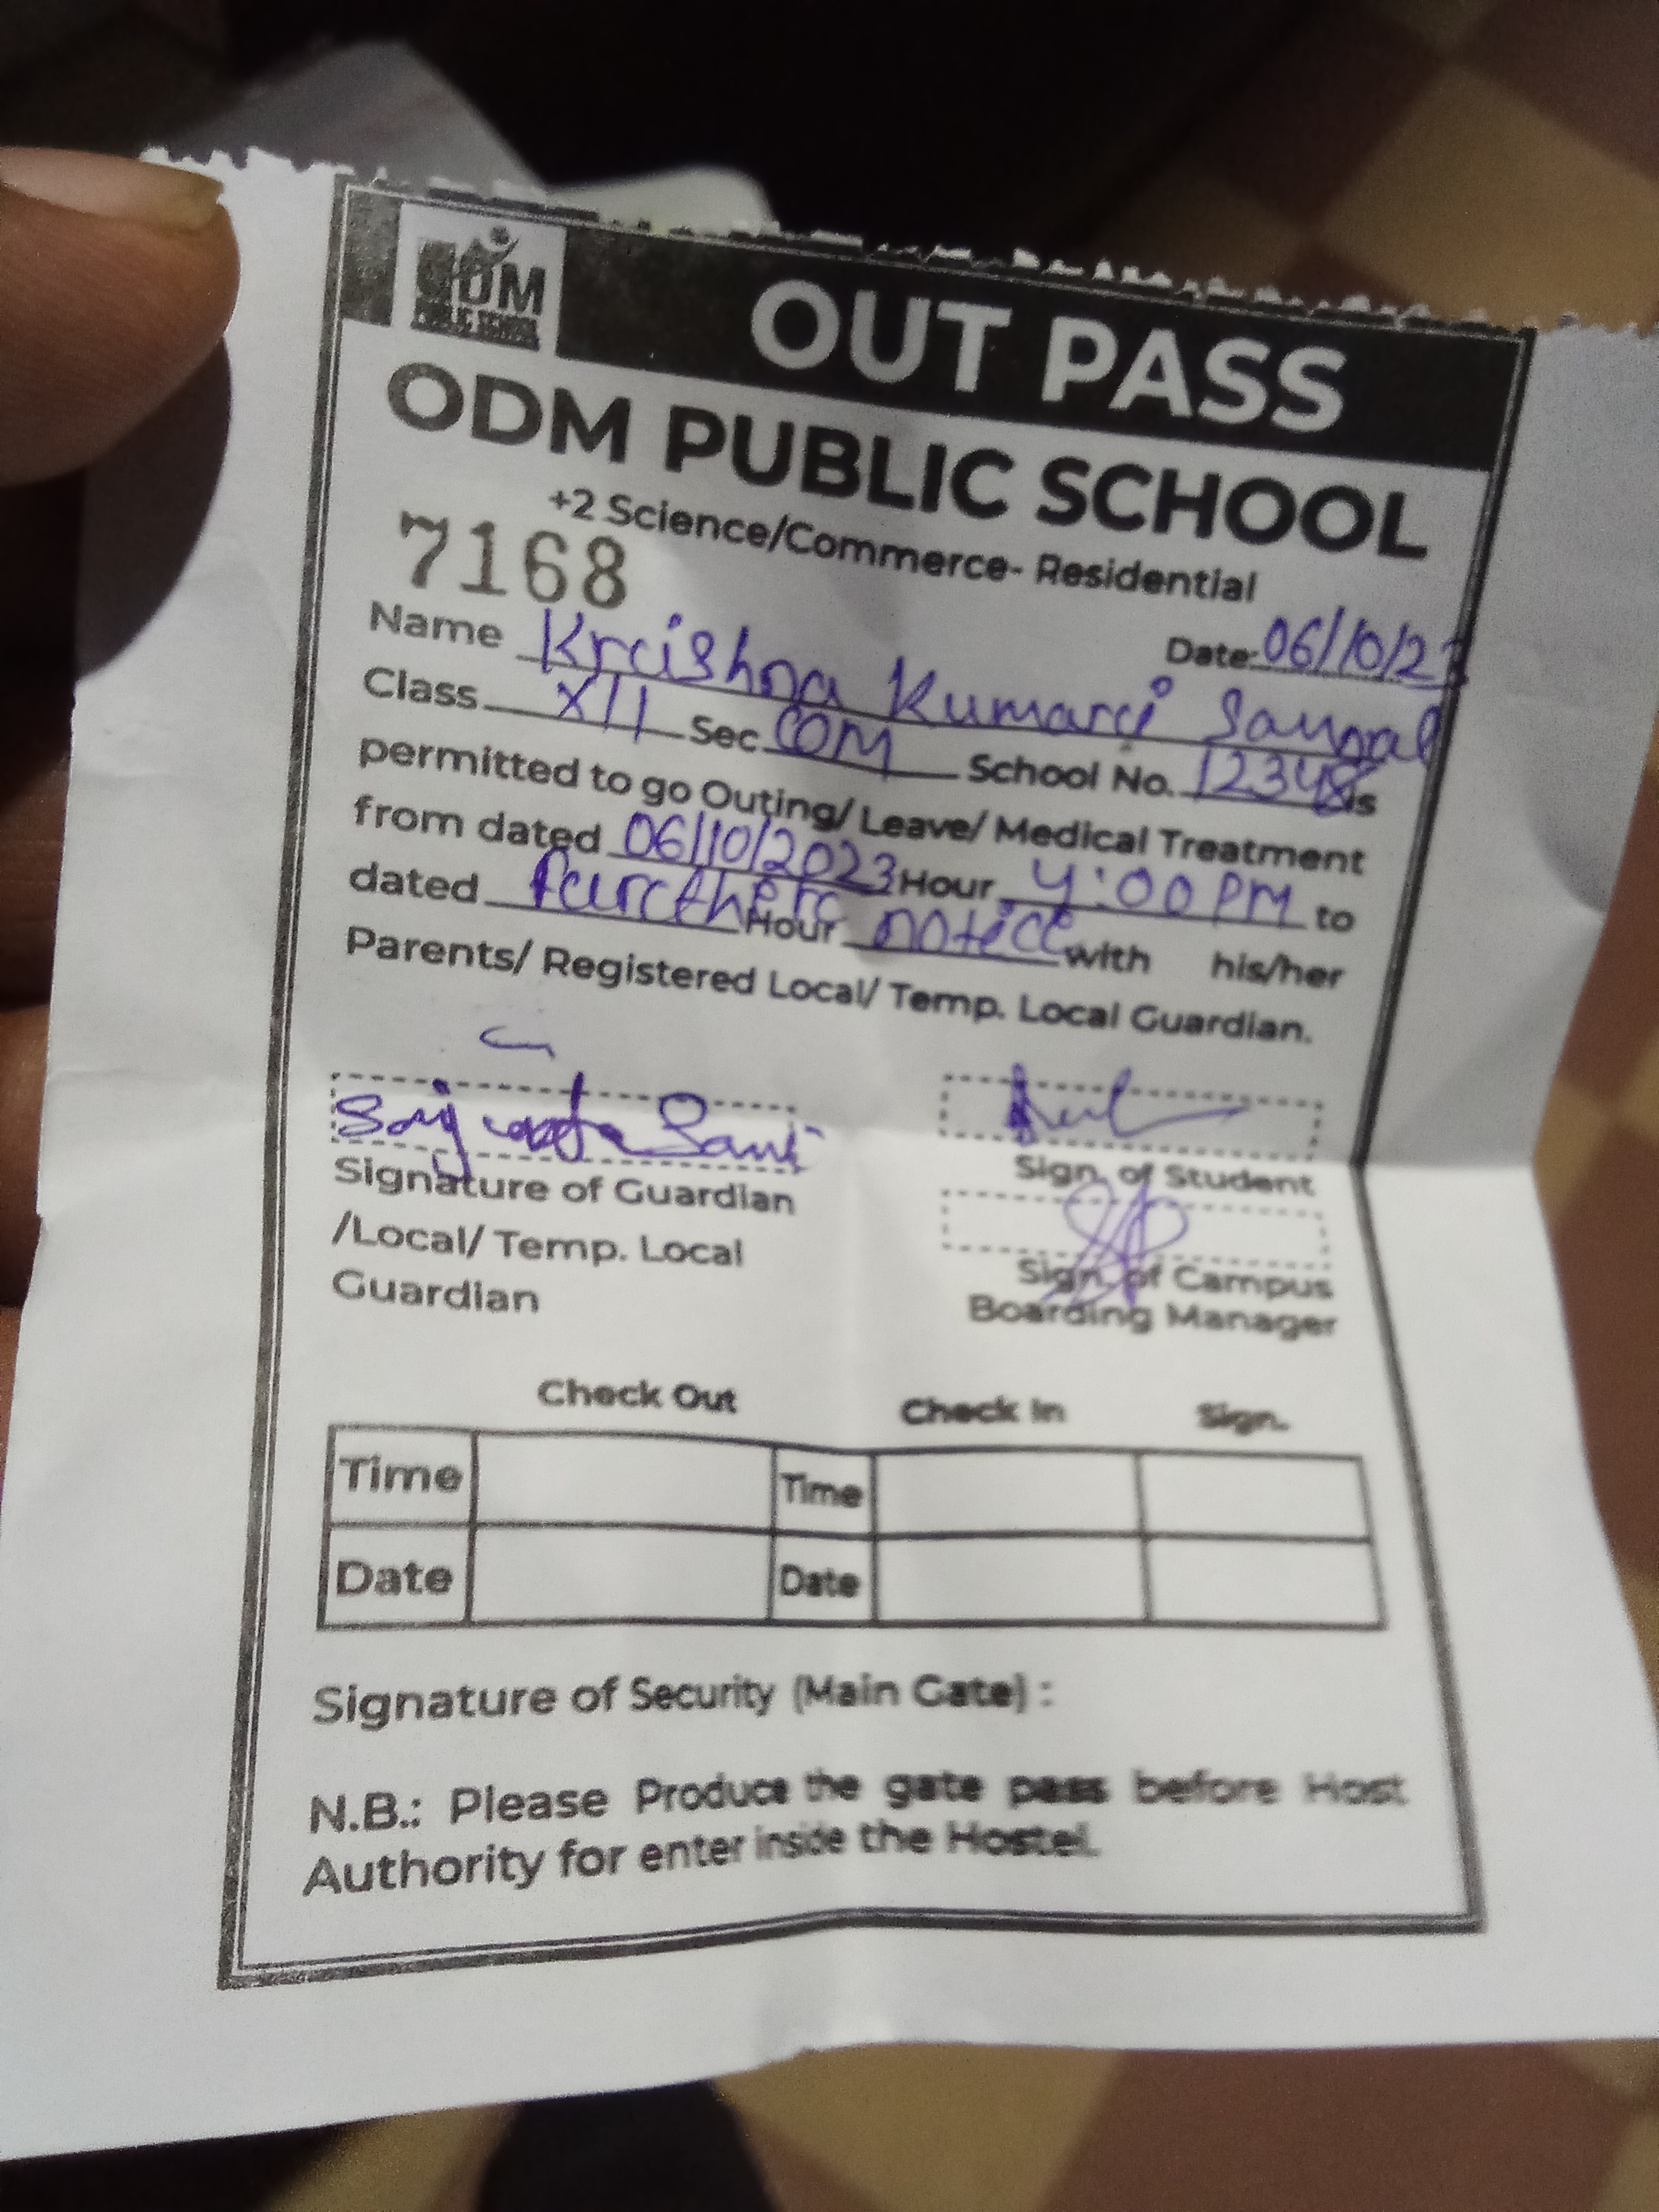 ODM
PUBLIC SCHOOL
OUT PASS
ODM PUBLIC SCHOOL
+2 Science/Commerce- Residential
7168
Date: 06/10/23
Name Krcishna Kumarci
Class XII Sec COM School No. 12348 is
permitted to go Outing/ Leave/ Medical Treatment
from dated 06/10/2023 Hour 4:00 PM to
dated furctherc Hour notice with his/her
Parents/ Registered Local/ Temp. Local Guardian.
Signature of Guardian
/Local/ Temp. Local
Guardian
Sign. of Student
Sign. of Campus
Boarding Manager
Check Out Check In Sign.
Time Time
Date Date
Signature of Security (Main Gate) :
N.B.: Please Produce the gate pass before Host
Authority for enter inside the Hostel.